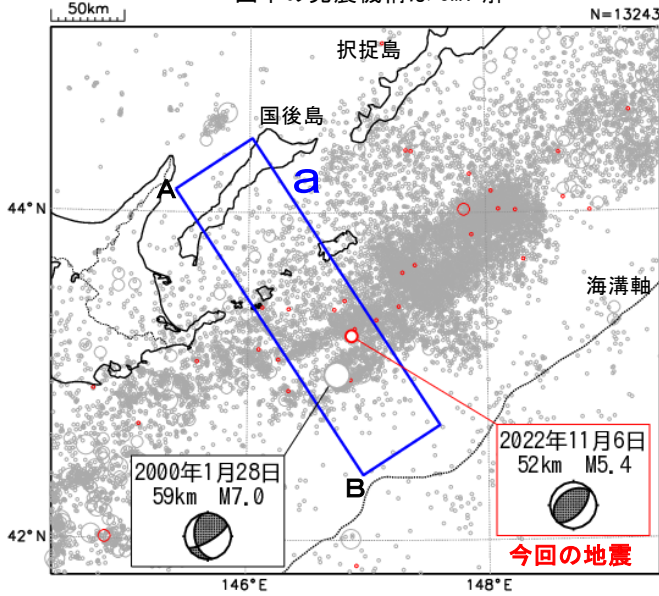 50km
N=13243
択捉島
国後島
A
a
44°N
海溝軸
2022年11月6日
52km M5.4
2000年1月28日
59km M7.0
B
42°N
今回の地震
146°E
148°E